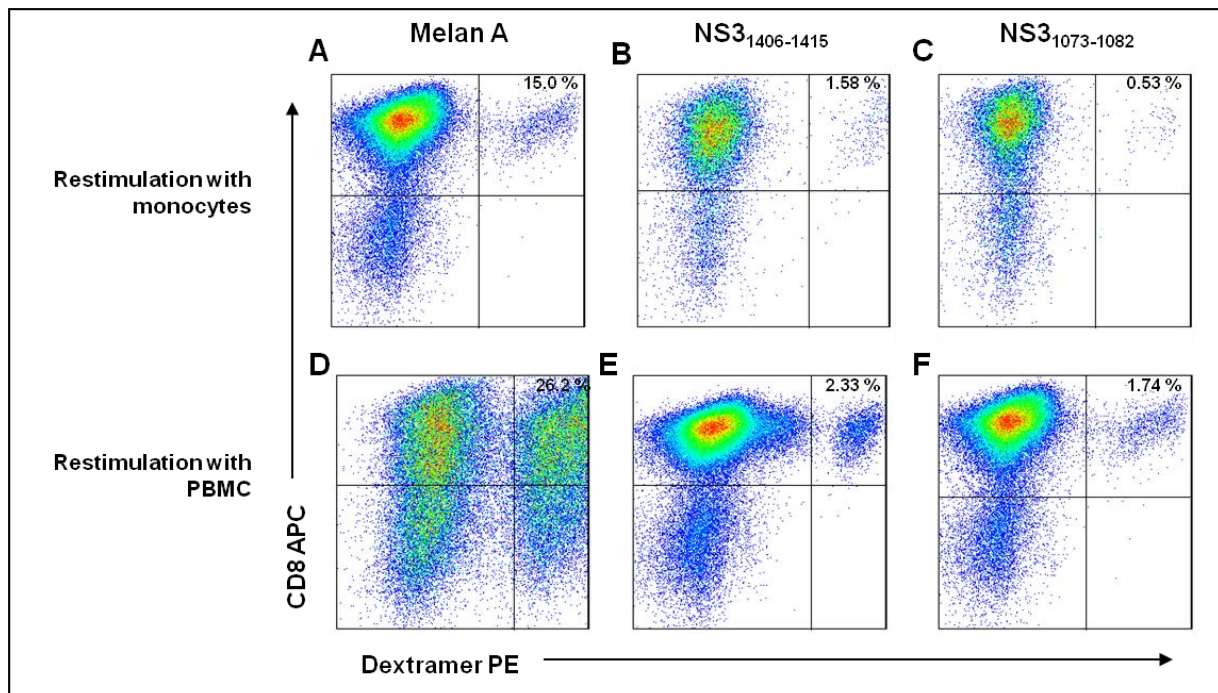 Melan A
NS3₁₄₀₆₋₁₄₁₅
NS3₁₀₇₃₋₁₀₈₂
A
B
C
15.0 %
1.58 %
0.53 %
Restimulation with
monocytes
D
E
F
26.2 %
2.33 %
1.74 %
Restimulation with
PBMC
CD8 APC
Dextramer PE